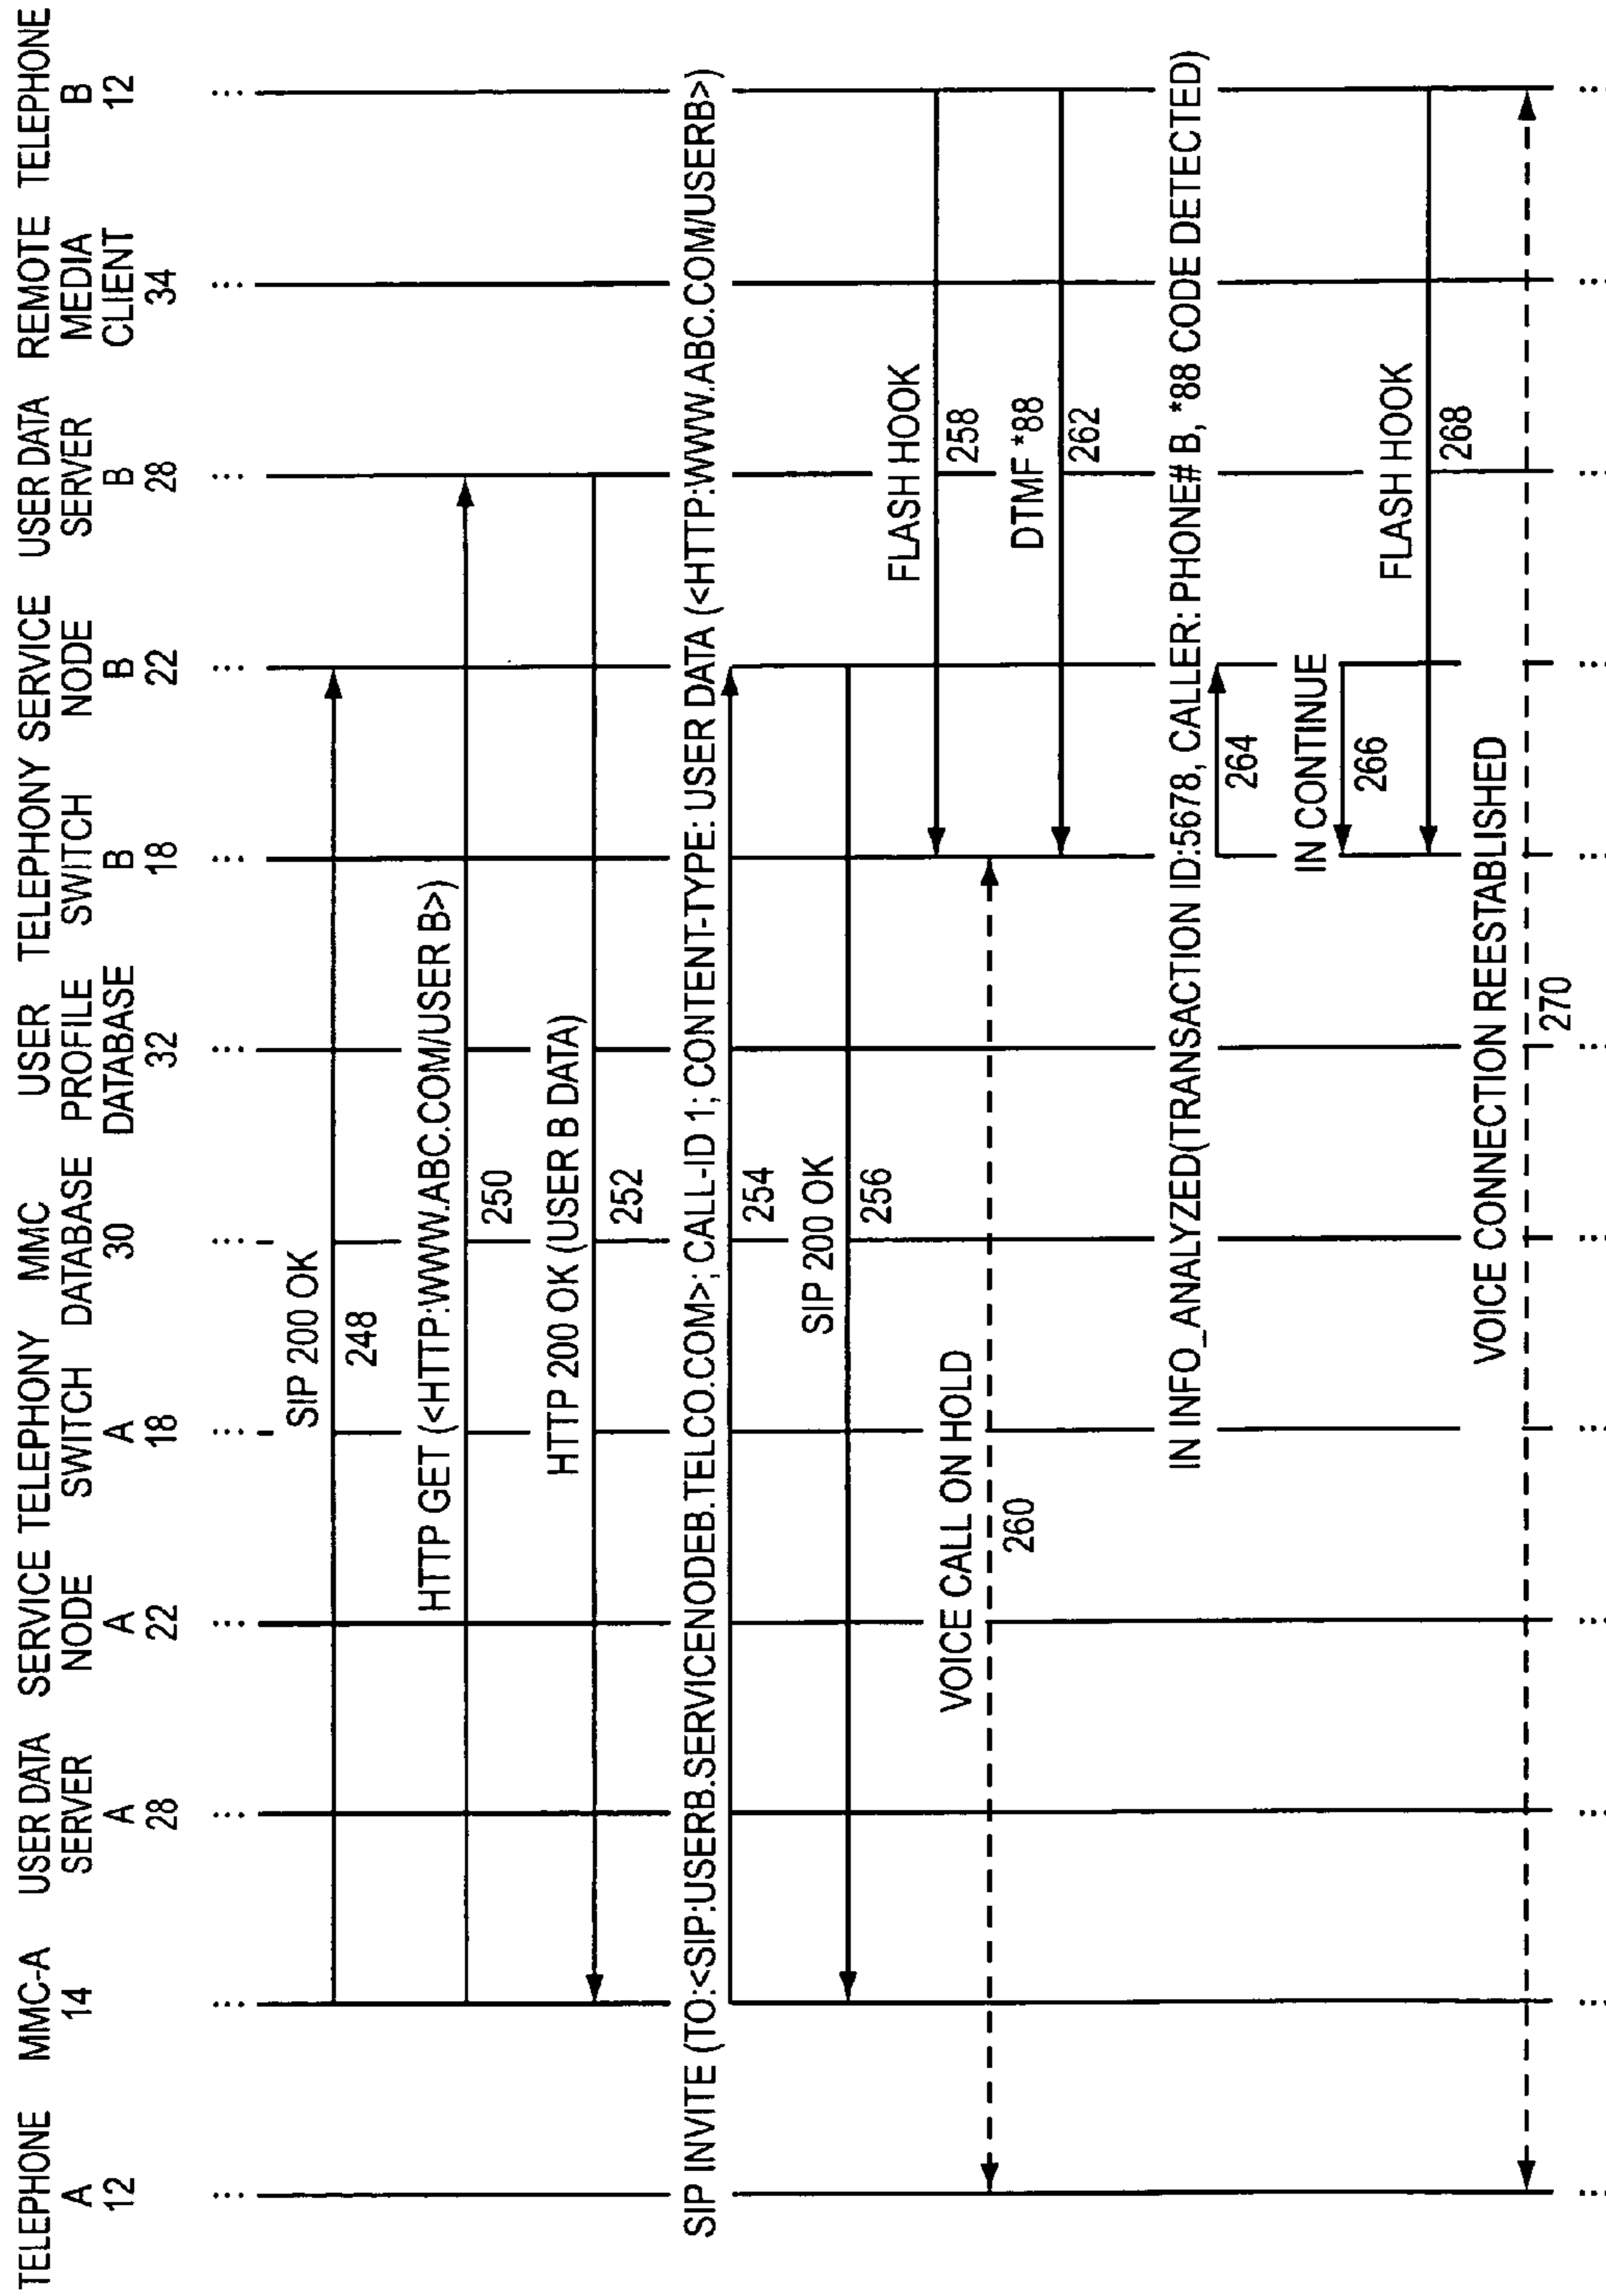 TELEPHONE
A
12
MMC-A
14
USER DATA
SERVER
A
28
SERVICE
NODE
A
22
TELEPHONY
SWITCH
A
18
MMC
DATABASE
30
MMC
USER
PROFILE
DATABASE
32
TELEPHONY
SWITCH
B
18
SERVICE
NODE
B
22
USER DATA
SERVER
B
28
REMOTE
MEDIA
CLIENT
34
TELEPHONE
B
12
SIP 200 OK
248
HTTP GET (<HTTP:WWW.ABC.COM/USER B>)
250
HTTP 200 OK (USER B DATA)
252
SIP INVITE (TO:<SIP:USERB.SERVICENODEB.TELCO.COM>; CALL-ID 1; CONTENT-TYPE: USER DATA (<HTTP:WWW.ABC.COM/USERB>)
254
SIP 200 OK
256
FLASH HOOK
258
VOICE CALL ON HOLD
260
DTMF *88
262
IN INFO_ANALYZED(TRANSACTION ID:5678, CALLER: PHONE# B, *88 CODE DETECTED)
264
IN CONTINUE
266
FLASH HOOK
268
VOICE CONNECTION REESTABLISHED
270